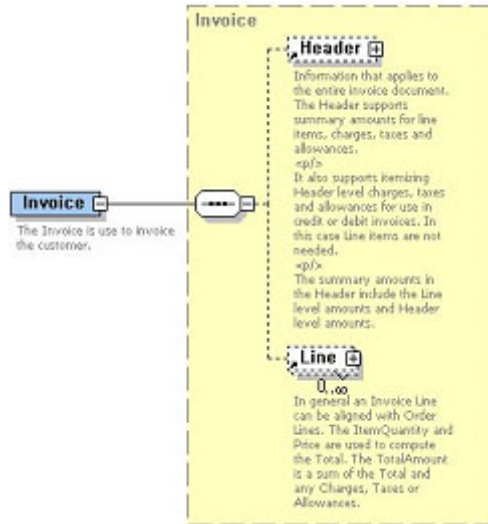 Invoice
Header
Information that applies to
the entire invoice document.
The Header supports
summary amounts for line
items, charges, taxes and
allowances.
<p/>
It also supports itemizing
Header level charges, taxes
and allowances for use in
credit or debit invoices. In
this case Line items are not
needed.
<p/>
The summary amounts in
the Header include the Line
level amounts and Header
level amounts.
Invoice
The Invoice is use to invoice
the customer.
Line
0..∞
In general an Invoice Line
can be aligned with Order
Lines. The ItemQuantity and
Price are used to compute
the Total. The TotalAmount
is a sum of the Total and
any Charges, Taxes or
Allowances.